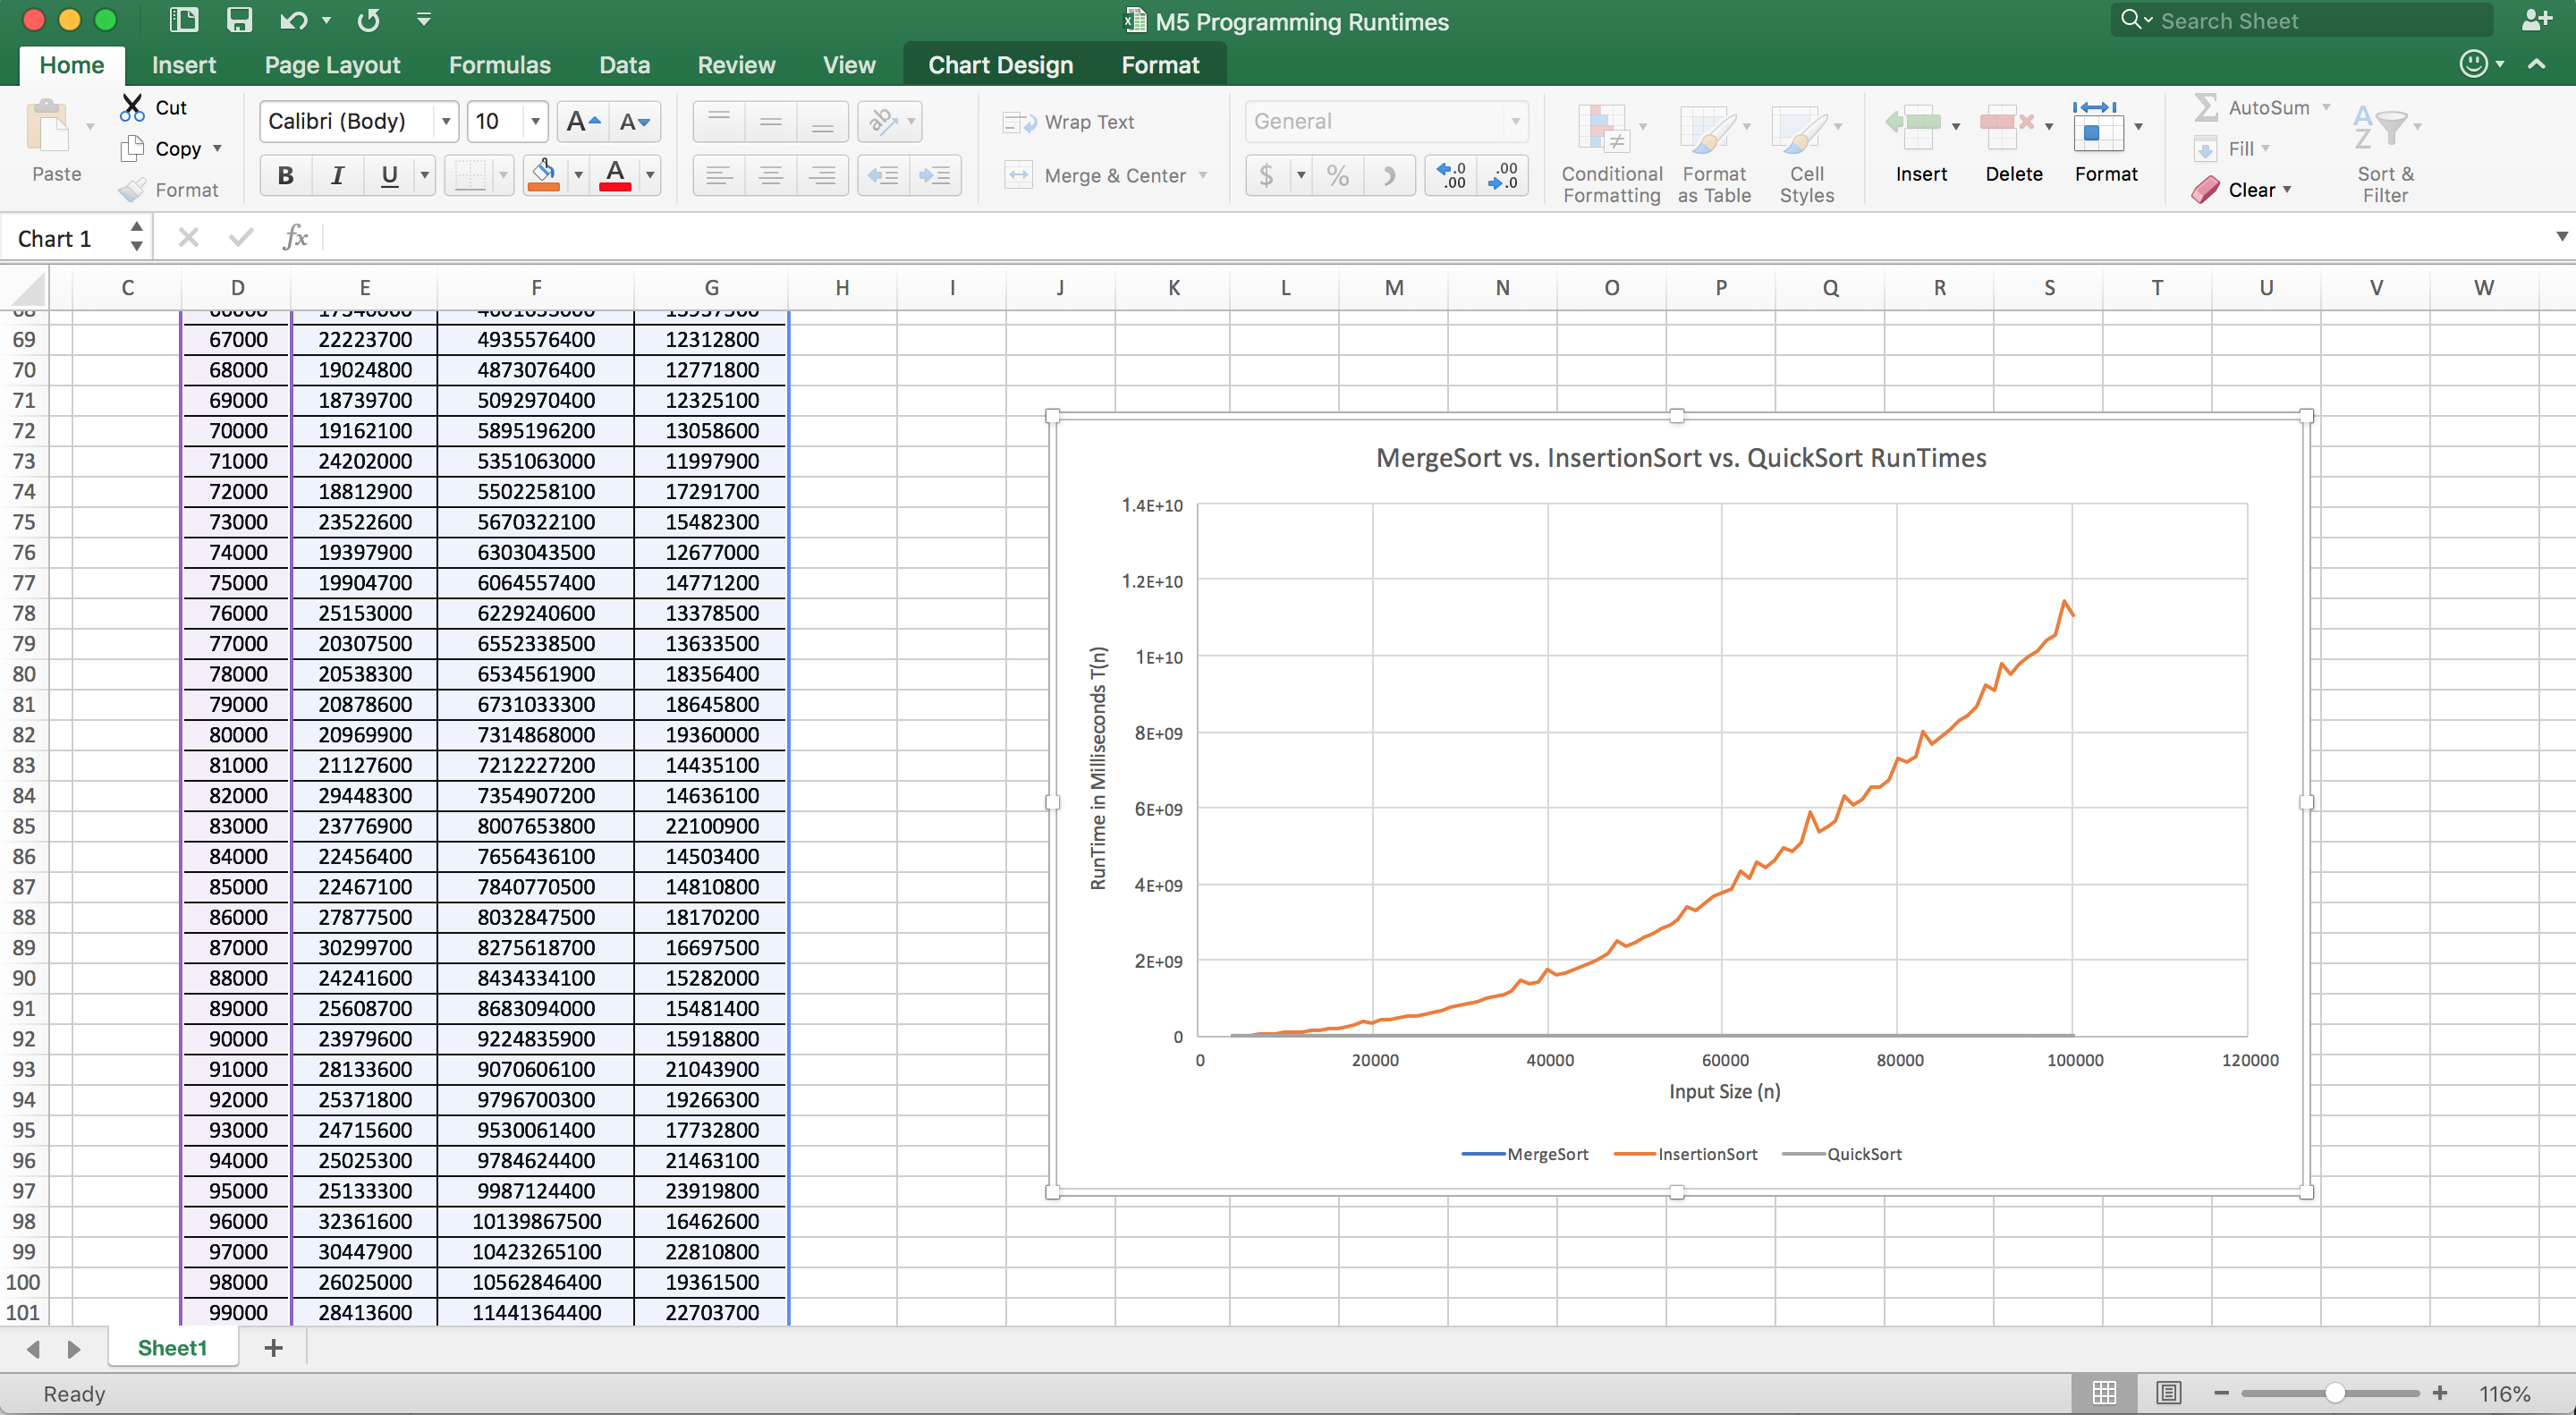 M5 Programming Runtimes
Search Sheet
Home Insert Page Layout Formulas Data Review View Chart Design Format
Paste
Cut
Copy
Format
Calibri (Body) 10
A A
B I U A
Wrap Text
Merge & Center
General
$ % )
.0 .00
.00 .0
Conditional Formatting
Format as Table
Cell Styles
Insert
Delete
Format
AutoSum
Fill
Clear
A Z
Sort & Filter
Chart 1 fx
C D E F G H I J K L M N O P Q R S T U V W
69 67000 22223700 4935576400 12312800
70 68000 19024800 4873076400 12771800
71 69000 18739700 5092970400 12325100
72 70000 19162100 5895196200 13058600
73 71000 24202000 5351063000 11997900
74 72000 18812900 5502258100 17291700
75 73000 23522600 5670322100 15482300
76 74000 19397900 6303043500 12677000
77 75000 19904700 6064557400 14771200
78 76000 25153000 6229240600 13378500
79 77000 20307500 6552338500 13633500
80 78000 20538300 6534561900 18356400
81 79000 20878600 6731033300 18645800
82 80000 20969900 7314868000 19360000
83 81000 21127600 7212227200 14435100
84 82000 29448300 7354907200 14636100
85 83000 23776900 8007653800 22100900
86 84000 22456400 7656436100 14503400
87 85000 22467100 7840770500 14810800
88 86000 27877500 8032847500 18170200
89 87000 30299700 8275618700 16697500
90 88000 24241600 8434334100 15282000
91 89000 25608700 8683094000 15481400
92 90000 23979600 9224835900 15918800
93 91000 28133600 9070606100 21043900
94 92000 25371800 9796700300 19266300
95 93000 24715600 9530061400 17732800
96 94000 25025300 9784624400 21463100
97 95000 25133300 9987124400 23919800
98 96000 32361600 10139867500 16462600
99 97000 30447900 10423265100 22810800
100 98000 26025000 10562846400 19361500
101 99000 28413600 11441364400 22703700
MergeSort vs. InsertionSort vs. QuickSort RunTimes
RunTime in Milliseconds T(n)
1.4E+10
1.2E+10
1E+10
8E+09
6E+09
4E+09
2E+09
0
0 20000 40000 60000 80000 100000 120000
Input Size (n)
MergeSort InsertionSort QuickSort
Sheet1 +
Ready
116%